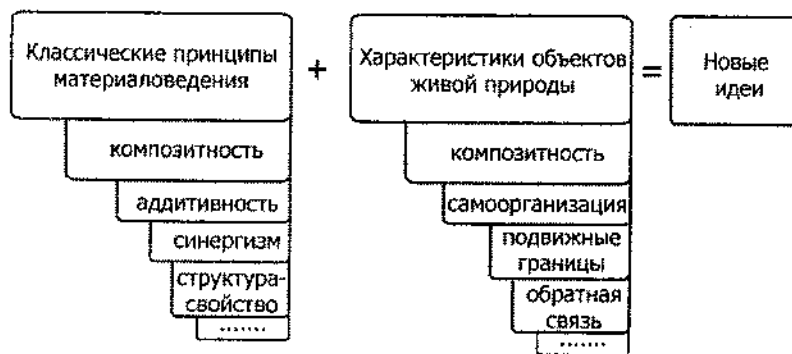 Классические принципы
материаловедения
композитность
аддитивность
синергизм
структура-
свойство
.......
+
Характеристики объектов
живой природы
композитность
самоорганизация
подвижные
границы
обратная
связь
.......
=
Новые
идеи